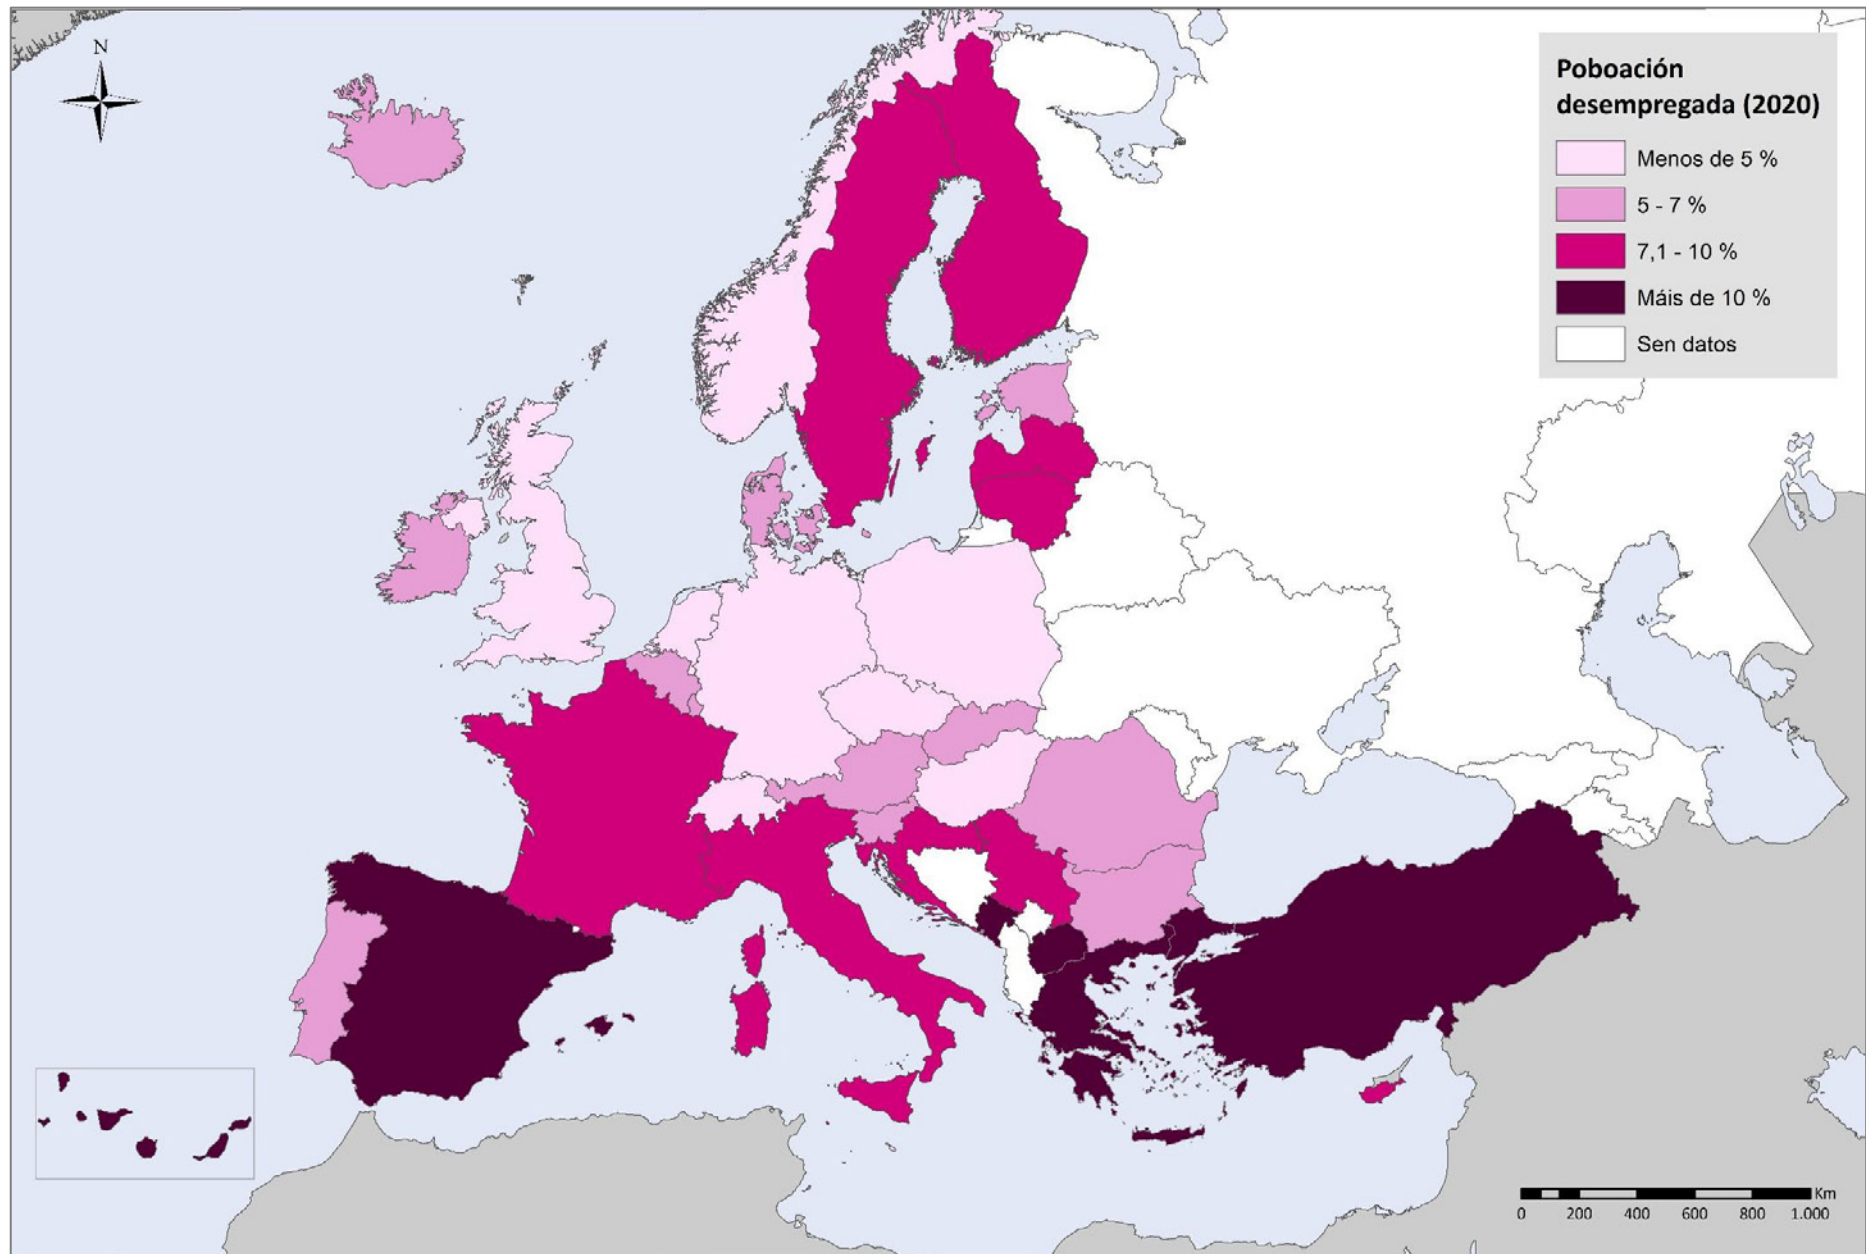 N
Poboación
desempregada (2020)
Menos de 5 %
5 - 7 %
7,1 - 10 %
Máis de 10 %
Sen datos
Km
0 200 400 600 800 1.000